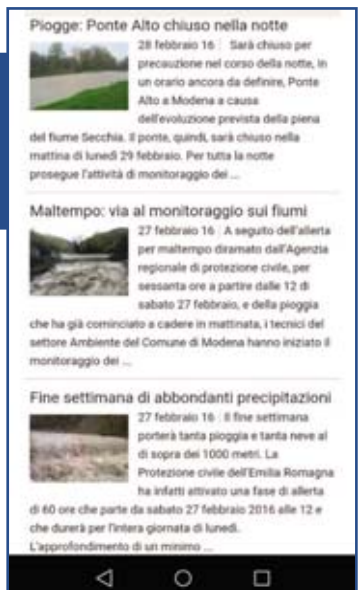 Piogge: Ponte Alto chiuso nella notte
28 febbraio 16 | Sarà chiuso per
precauzione nel corso della notte, in
un orario ancora da definire, Ponte
Alto a Modena a causa
dell'evoluzione prevista della piena
del fiume Secchia. Il ponte, quindi, sarà chiuso nella
mattina di lunedì 29 febbraio. Per tutta la notte
prosegue l'attività di monitoraggio dei ...
Maltempo: via al monitoraggio sui fiumi
27 febbraio 16 | A seguito dell'allerta
per maltempo diramato dall'Agenzia
regionale di protezione civile, per
sessanta ore a partire dalle 12 di
sabato 27 febbraio, e della pioggia
che ha già cominciato a cadere in mattinata, i tecnici del
settore Ambiente del Comune di Modena hanno iniziato il
monitoraggio dei ...
Fine settimana di abbondanti precipitazioni
27 febbraio 16 | Il fine settimana
porterà tanta pioggia e tanta neve al
di sopra dei 1000 metri. La
Protezione civile dell'Emilia Romagna
ha infatti attivato una fase di allerta
di 60 ore che parte da sabato 27 febbraio 2016 alle 12 e
che durerà per l'intera giornata di lunedì.
L'approfondimento di un minimo ...